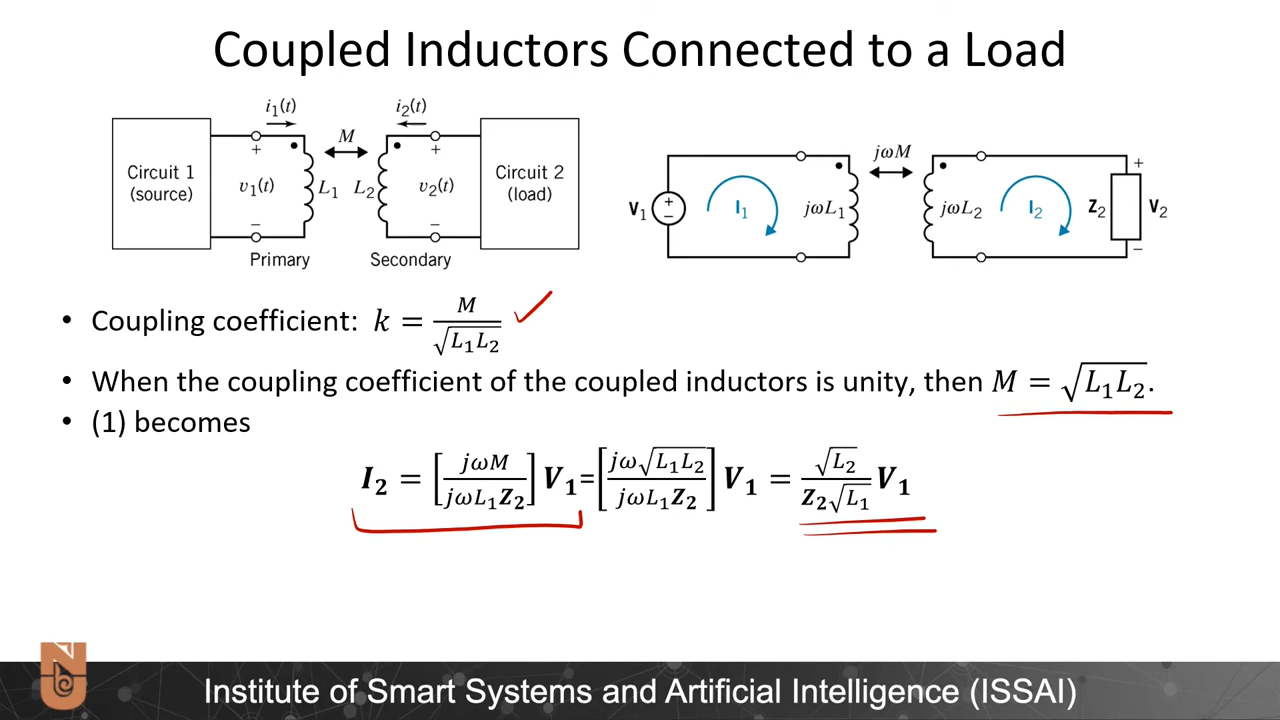 Coupled Inductors Connected to a Load
i₁(t) i₂(t)
M
Circuit 1
(source)
+ v₁(t) −
L₁ L₂
+ v₂(t) −
Circuit 2
(load)
Primary Secondary
jωM
V₁ + −
I₁
jωL₁
jωL₂
I₂
Z₂
+ V₂ −
• Coupling coefficient: k = M / √(L₁L₂)
• When the coupling coefficient of the coupled inductors is unity, then M = √(L₁L₂).
• (1) becomes
I₂ = [jωM / jωL₁Z₂] V₁=[jω√(L₁L₂) / jωL₁Z₂] V₁ = √L₂ / Z₂√L₁ V₁
Institute of Smart Systems and Artificial Intelligence (ISSAI)